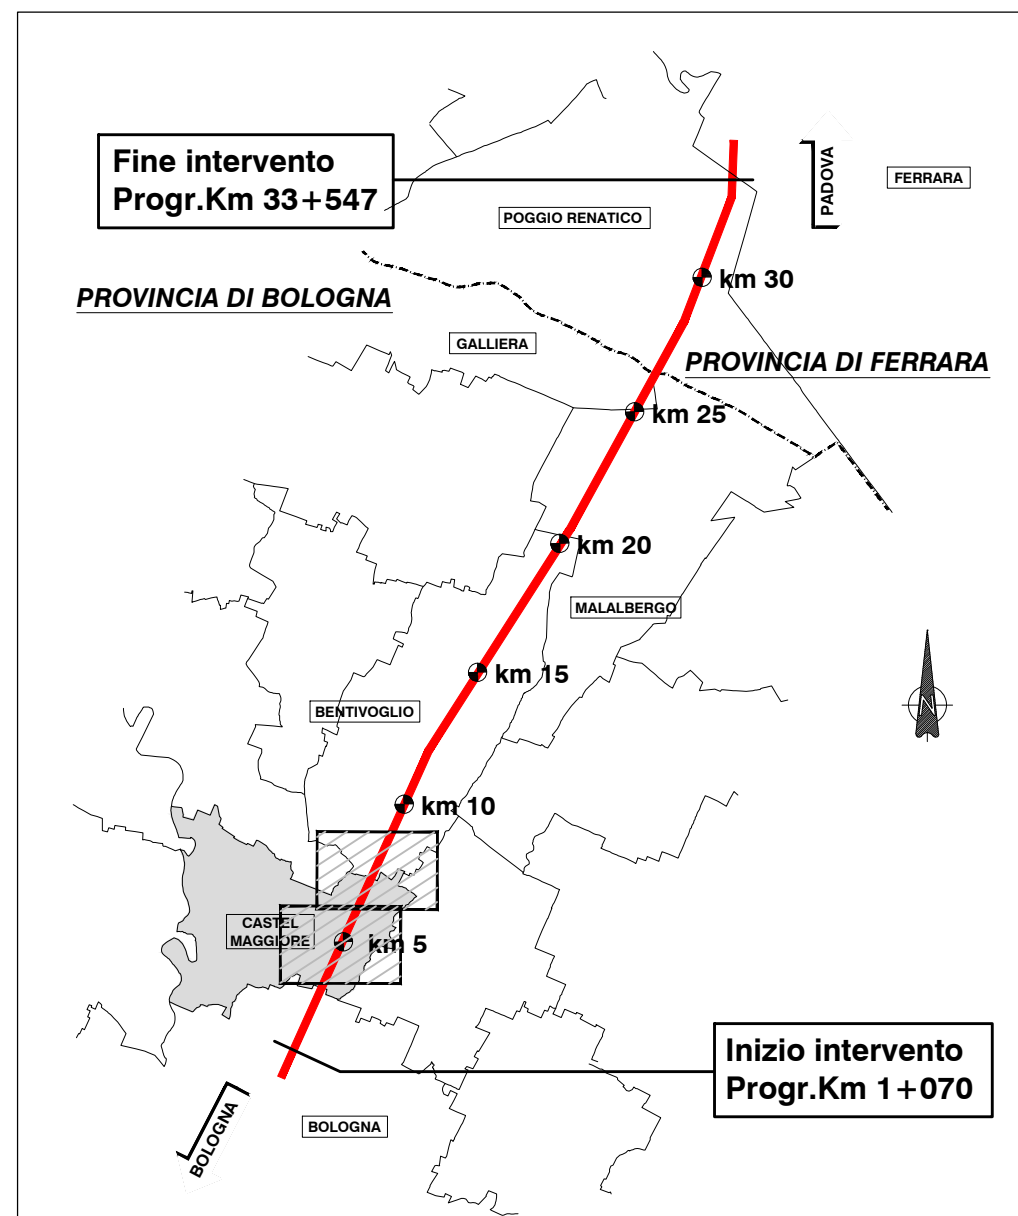 Fine intervento
Progr.Km 33+547
PADOVA
FERRARA
POGGIO RENATICO
km 30
PROVINCIA DI BOLOGNA
GALLIERA
PROVINCIA DI FERRARA
km 25
km 20
MALALBERGO
km 15
BENTIVOGLIO
N
km 10
CASTEL
MAGGIORE
km 5
Inizio intervento
Progr.Km 1+070
BOLOGNA
BOLOGNA